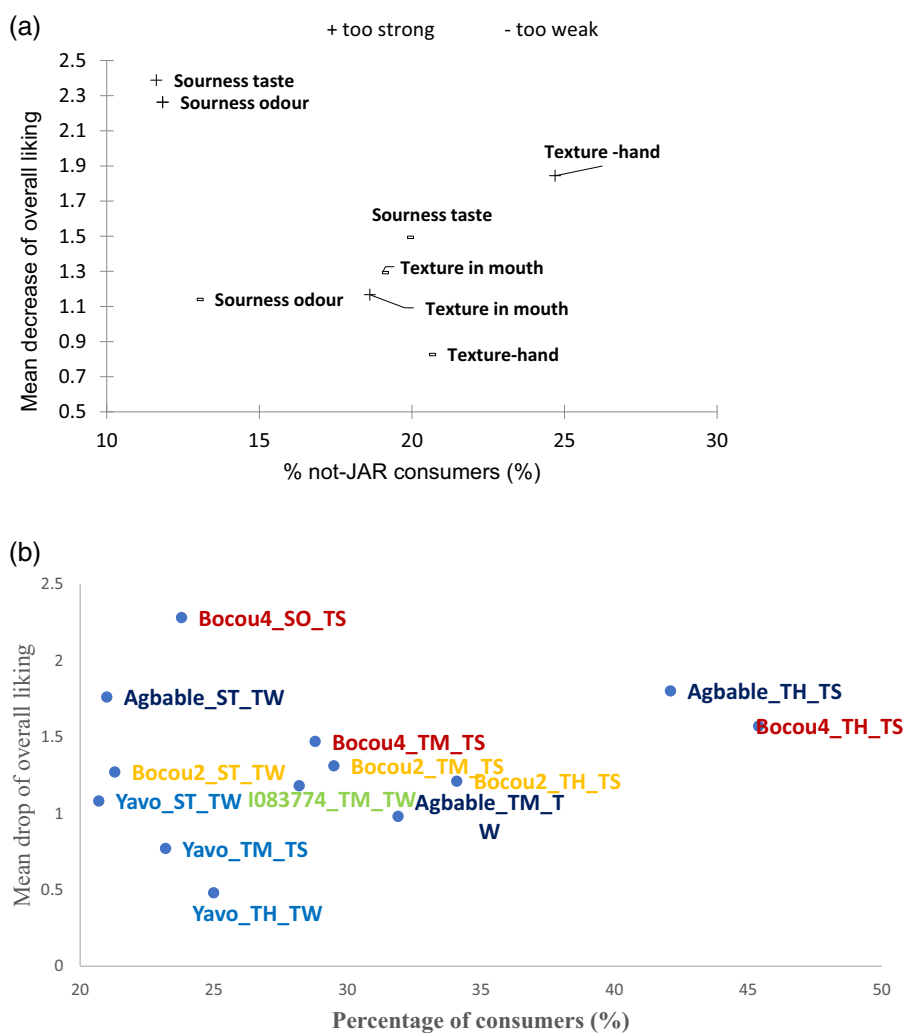 (a)
+ too strong - too weak
Mean decrease of overall liking
2.5
2.3
2.1
1.9
1.7
1.5
1.3
1.1
0.9
0.7
0.5
Sourness taste
Sourness odour
Texture -hand
Sourness taste
Texture in mouth
Sourness odour
Texture in mouth
Texture-hand
10 15 20 25 30
% not-JAR consumers (%)
(b)
Mean drop of overall liking
2.5
2
1.5
1
0.5
0
Bocou4_SO_TS
Agbable_ST_TW
Agbable_TH_TS
Bocou4_TH_TS
Bocou4_TM_TS
Bocou2_ST_TW
Bocou2_TM_TS
Bocou2_TH_TS
Yavo_ST_TW
I083774_TM_TW
Agbable_TM_T
W
Yavo_TM_TS
Yavo_TH_TW
20 25 30 35 40 45 50
Percentage of consumers (%)